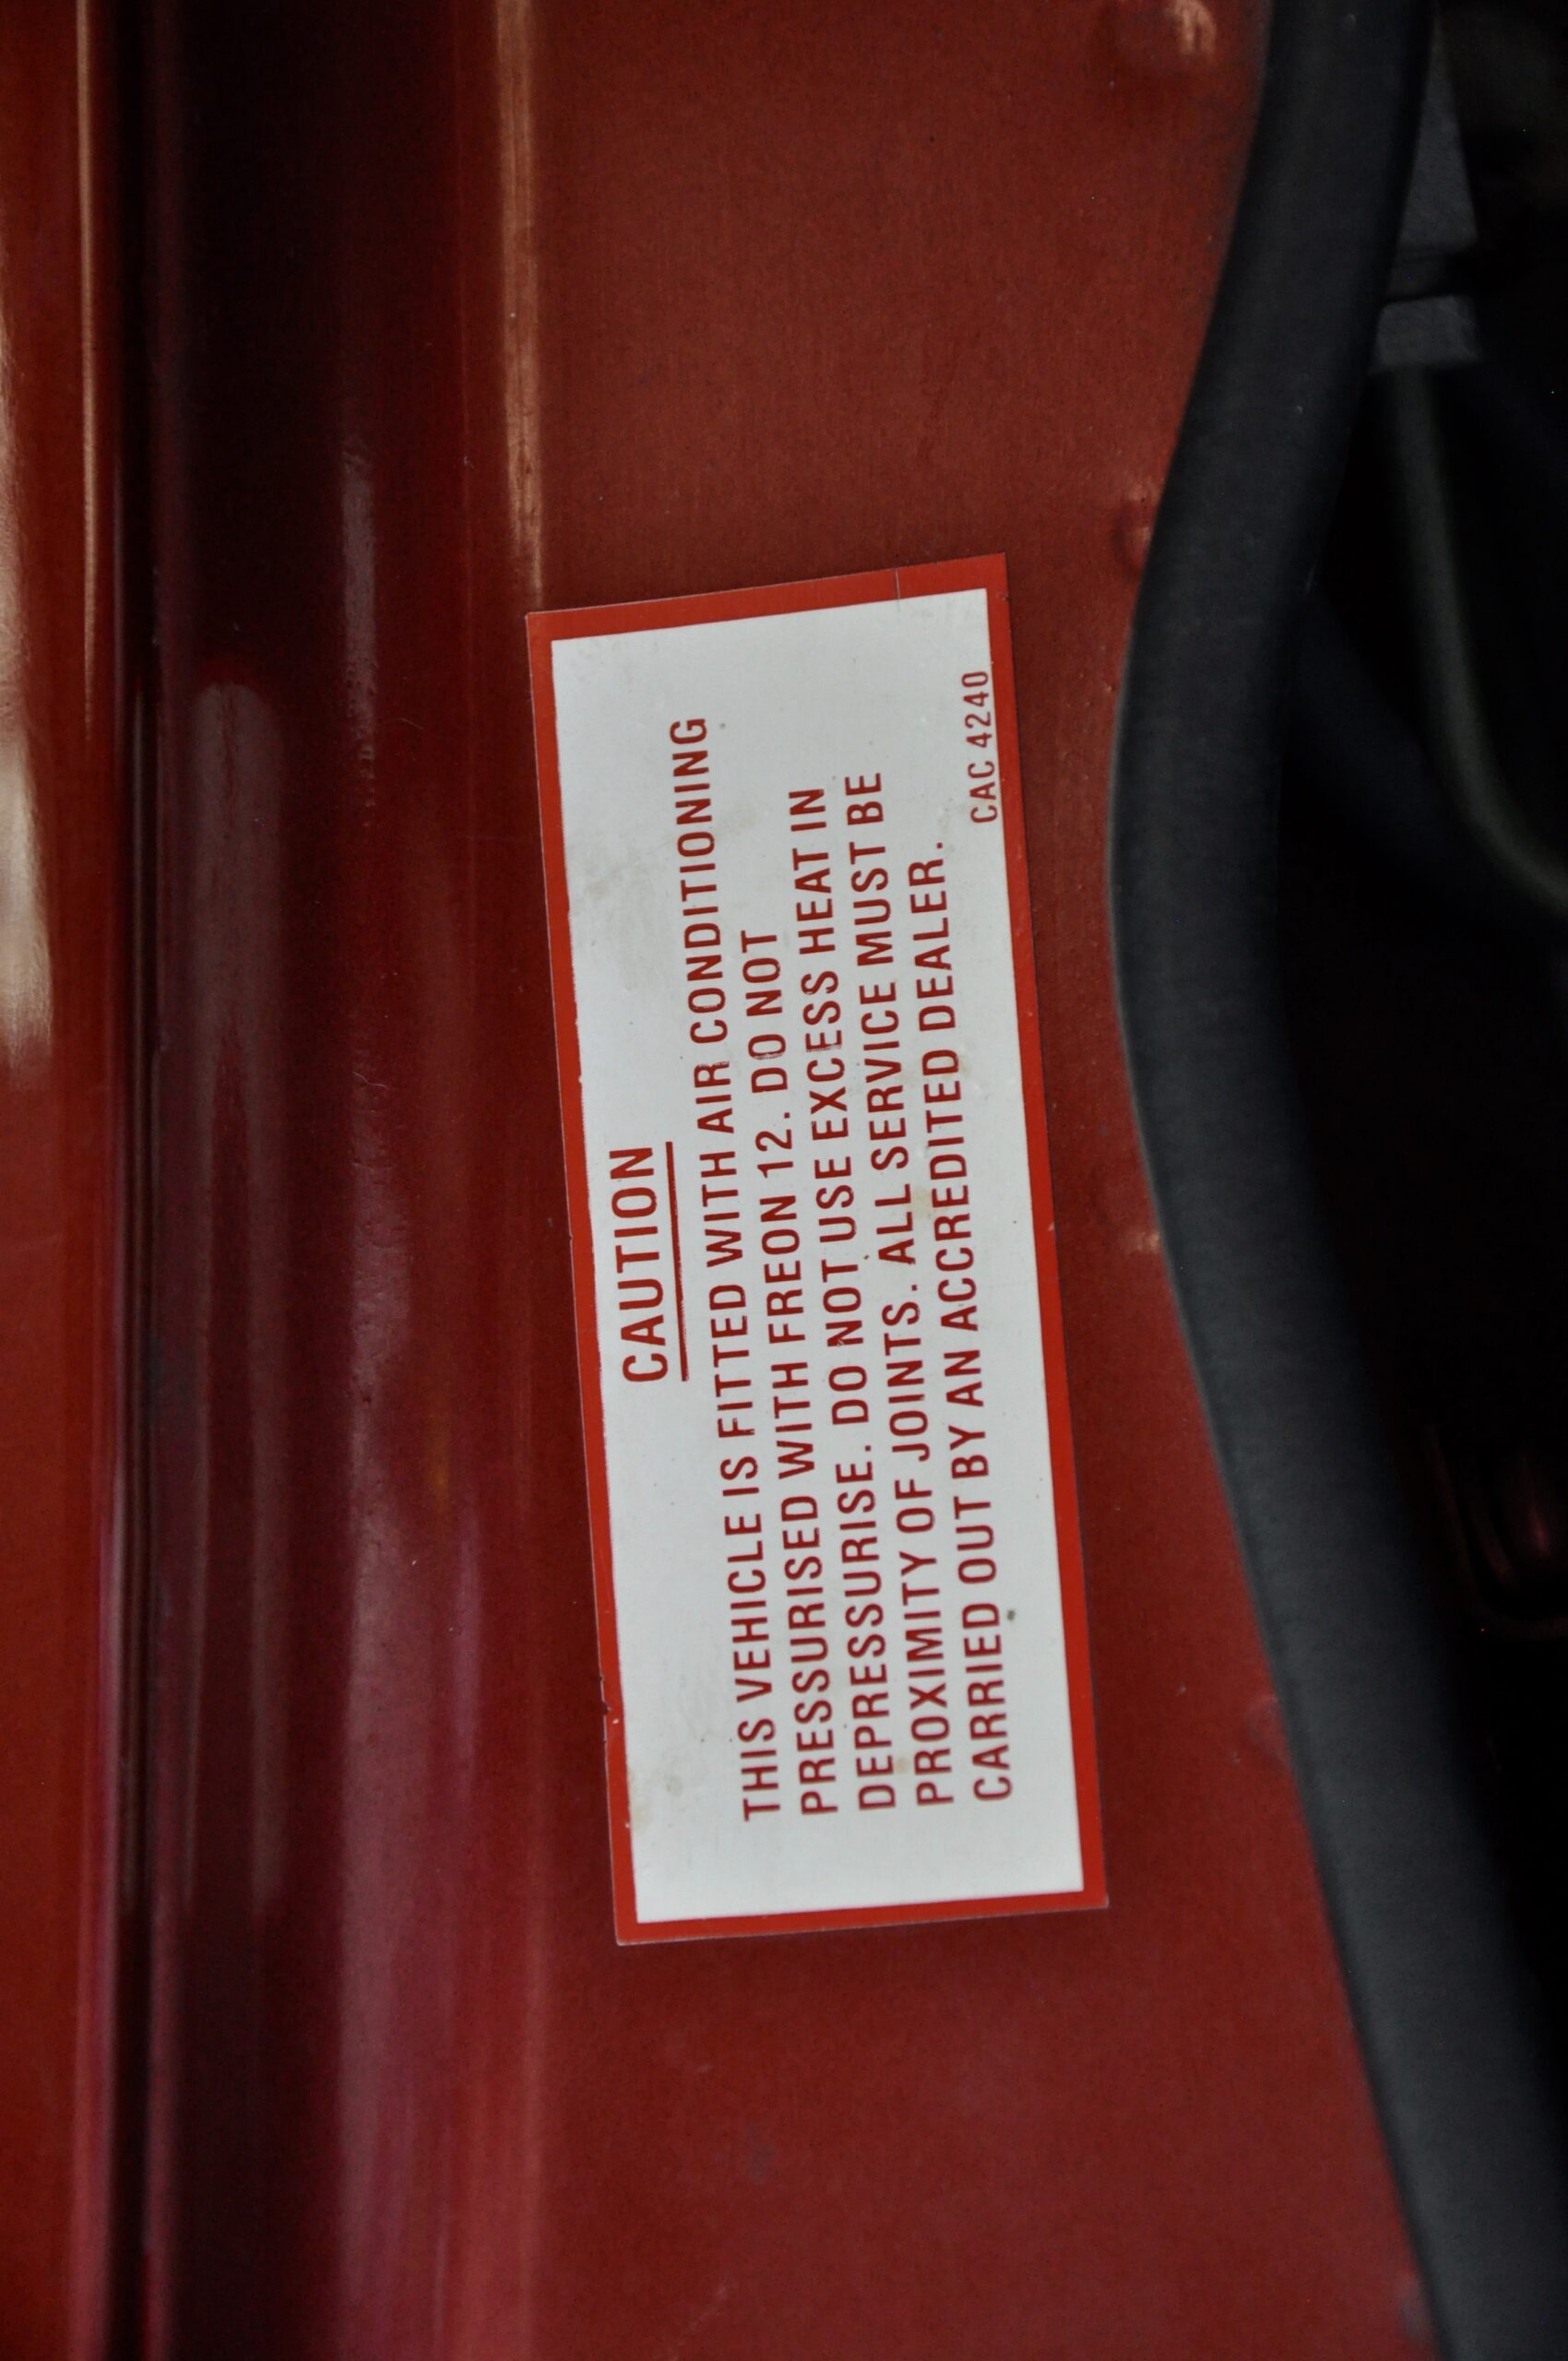 CAUTION
THIS VEHICLE IS FITTED WITH AIR CONDITIONING
PRESSURISED WITH FREON 12. DO NOT
DEPRESSURISE. DO NOT USE EXCESS HEAT IN
PROXIMITY OF JOINTS. ALL SERVICE MUST BE
CARRIED OUT BY AN ACCREDITED DEALER.
CAC 4240